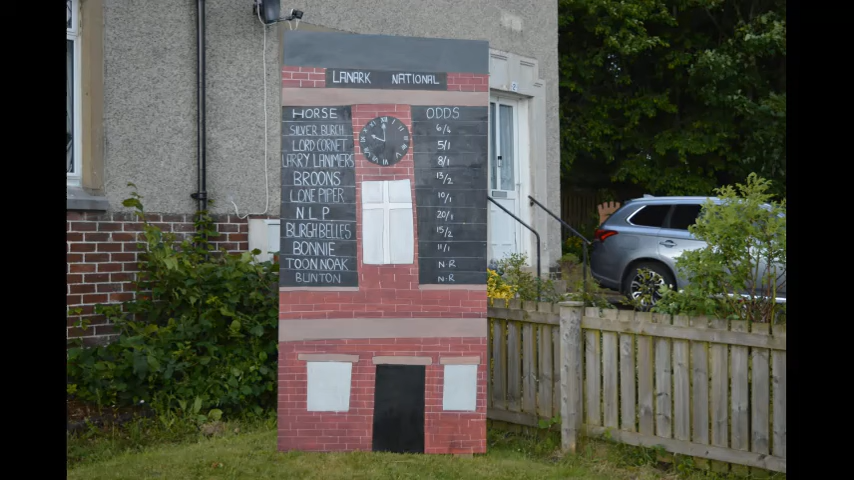 LANARK NATIONAL
HORSE ODDS
SILVER BURCH 6/4
LORD CORNET 5/1
LARRY LANIMERS 8/1
BROONS 13/2
LONE PIPER 10/1
N L P 20/1
BURGH BELLES 15/2
BONNIE 11/1
TOON NOAK N·R
BUNTON N·R